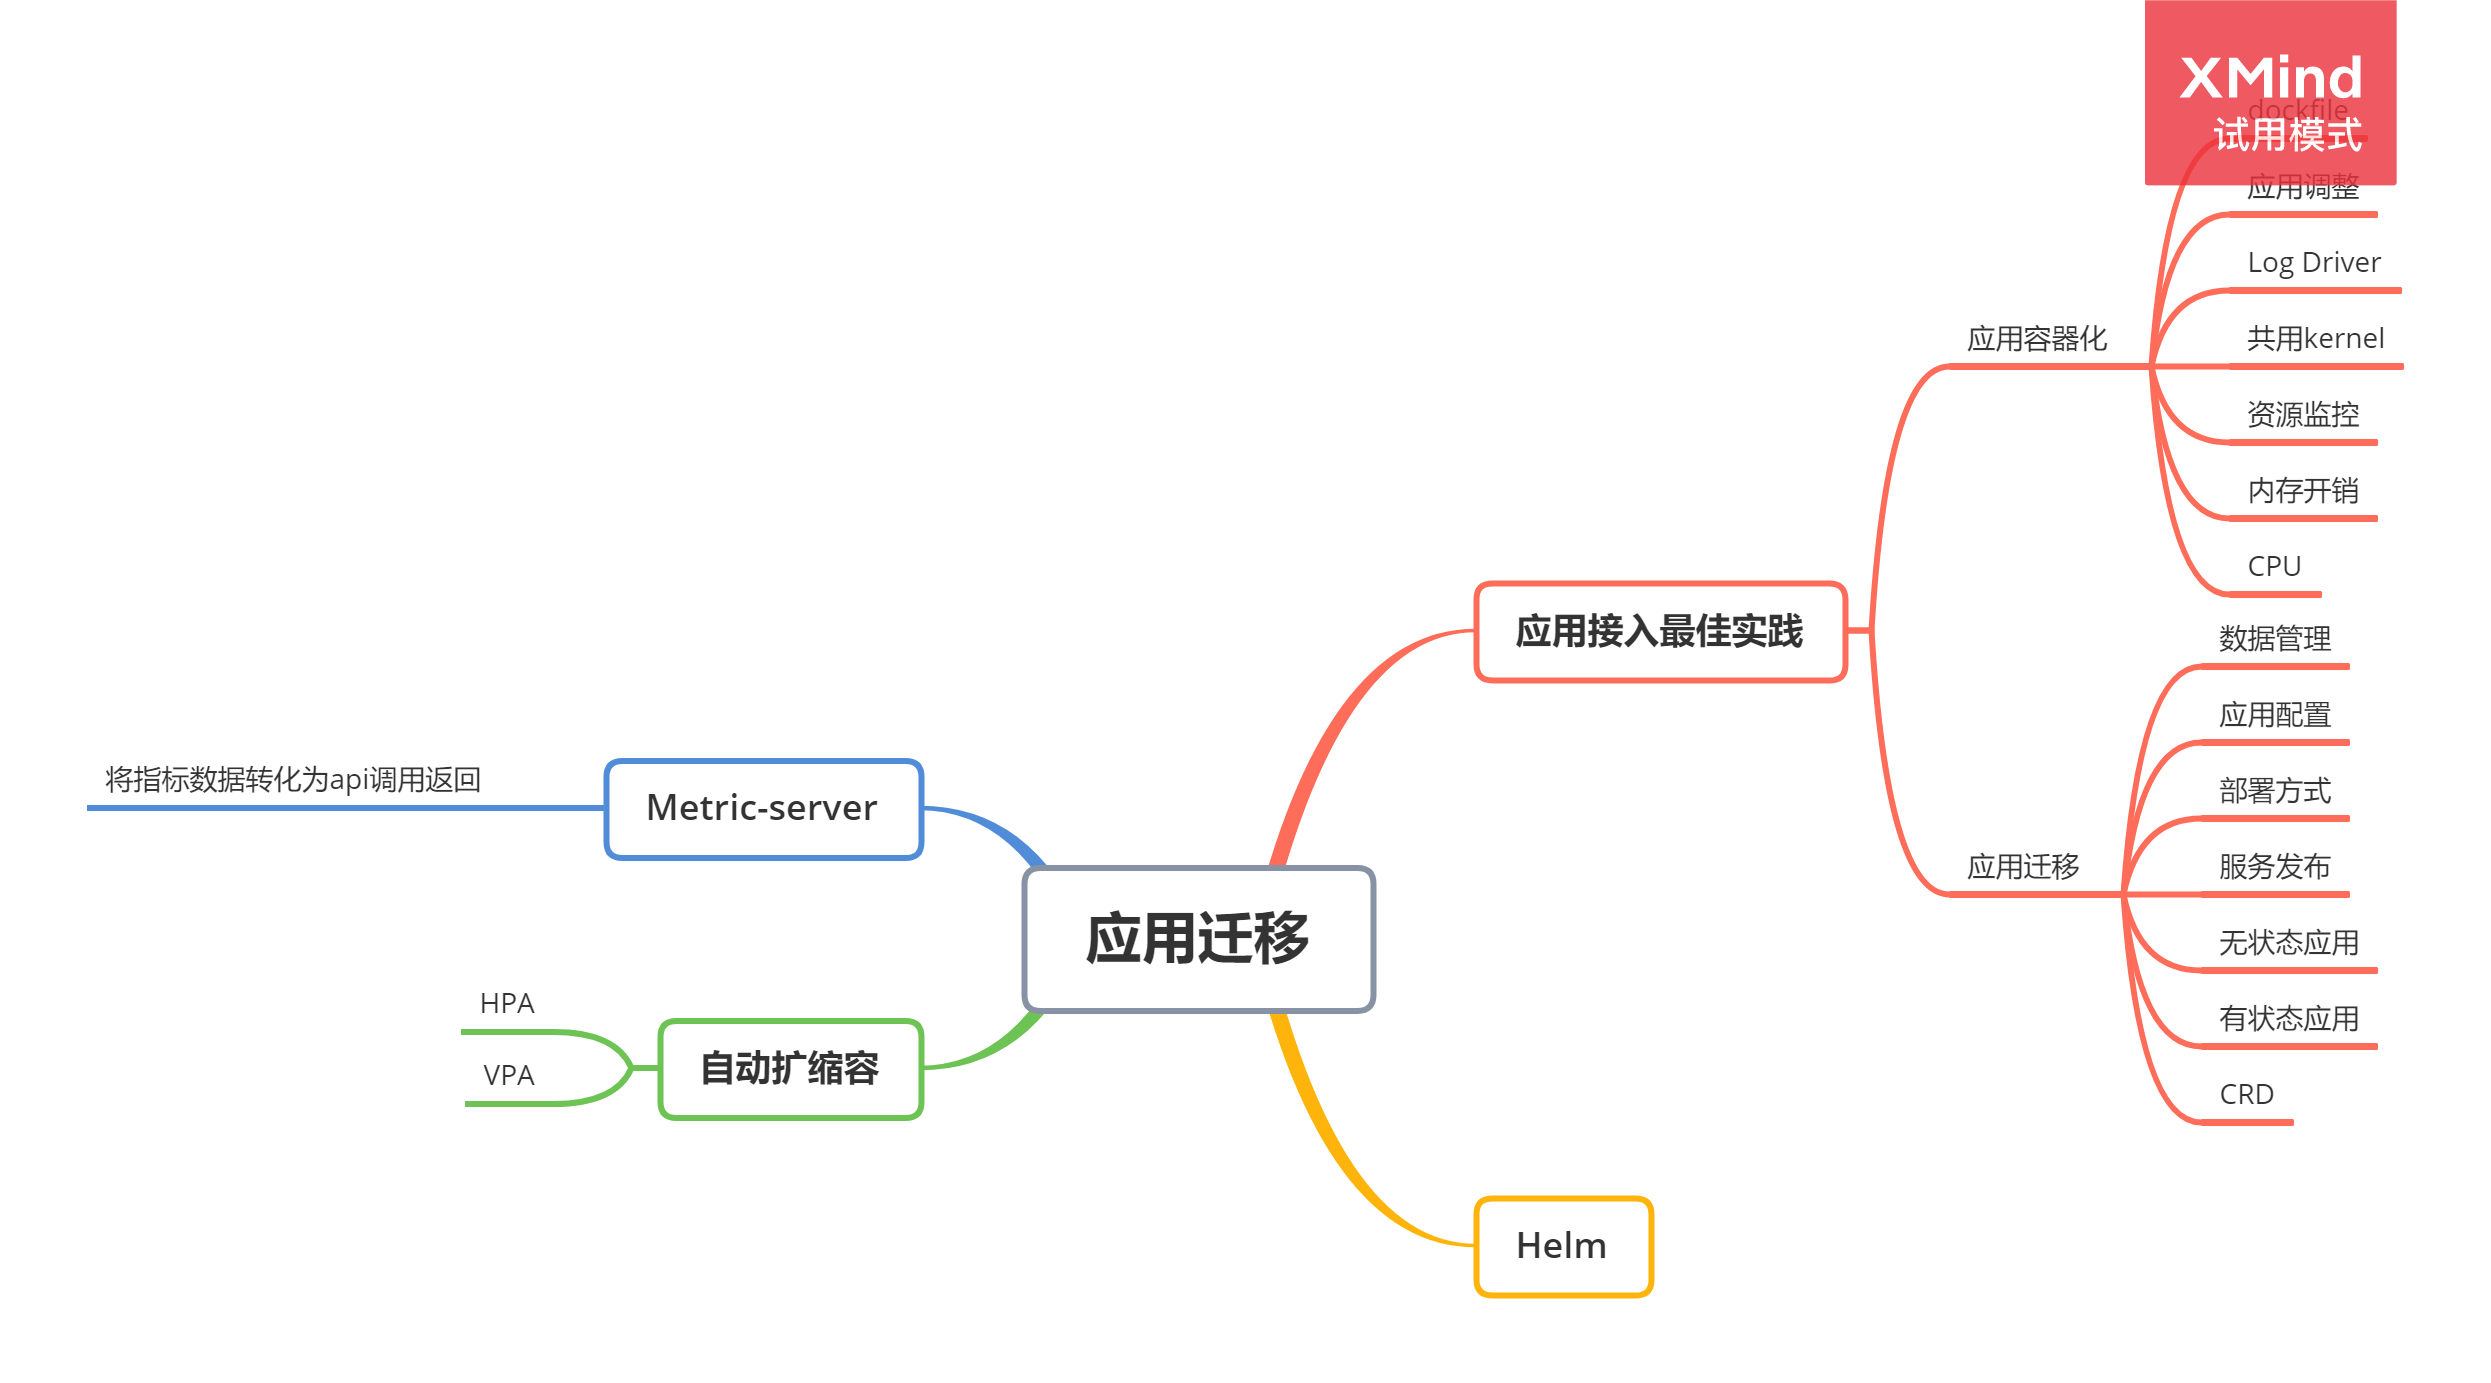 XMind
试用模式
dockfile
应用调整
Log Driver
应用容器化
共用kernel
资源监控
内存开销
CPU
应用接入最佳实践
数据管理
应用配置
部署方式
应用迁移
服务发布
无状态应用
有状态应用
CRD
将指标数据转化为api调用返回
Metric-server
应用迁移
HPA
VPA
自动扩缩容
Helm